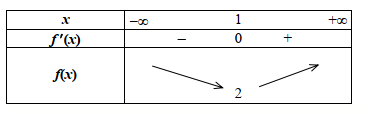 x −∞ 1 +∞
f'(x) − 0 +
f(x)
2